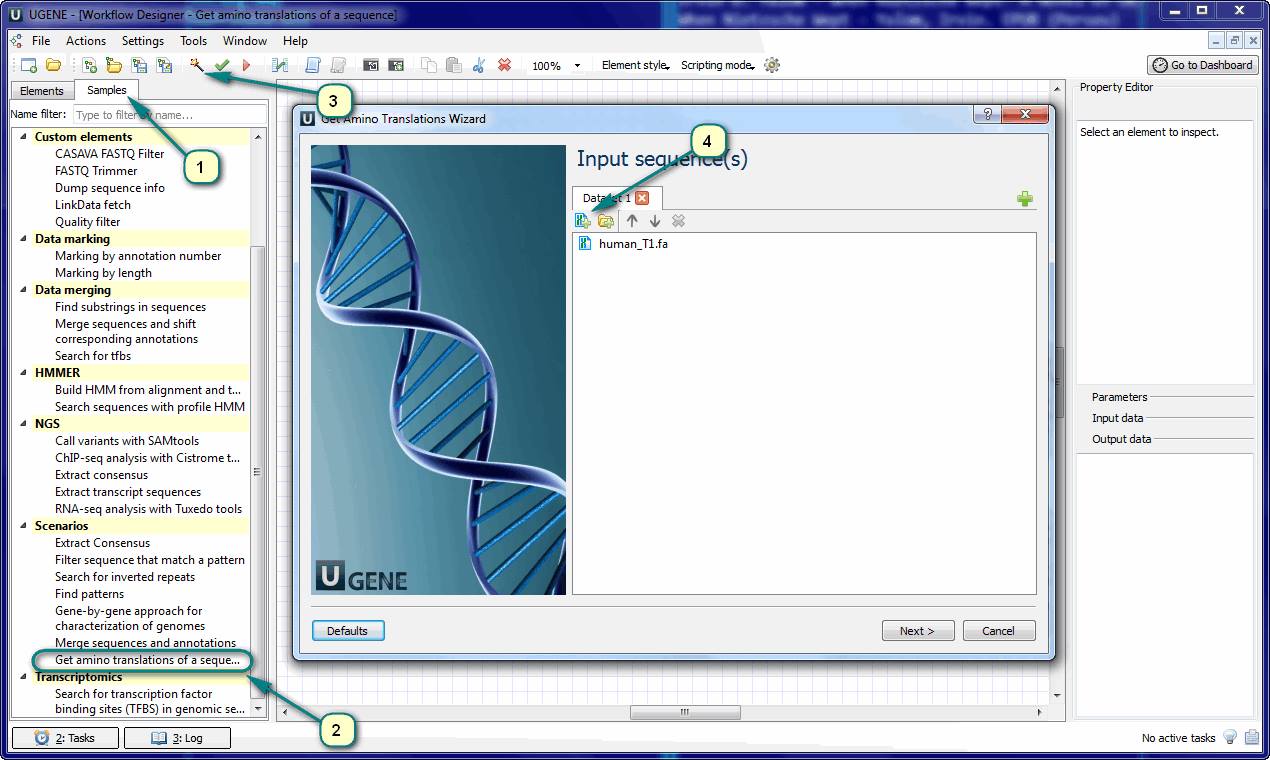 UGENE - [Workflow Designer - Get amino translations of a sequence]
File Actions Settings Tools Window Help
100% Element style Scripting mode Go to Dashboard
Elements Samples
Name filter: Type to filter by name...
Custom elements
CASAVA FASTQ Filter
FASTQ Trimmer
Dump sequence info
LinkData fetch
Quality filter
Data marking
Marking by annotation number
Marking by length
Data merging
Find substrings in sequences
Merge sequences and shift
corresponding annotations
Search for tfbs
HMMER
Build HMM from alignment and t...
Search sequences with profile HMM
NGS
Call variants with SAMtools
ChIP-seq analysis with Cistrome t...
Extract consensus
Extract transcript sequences
RNA-seq analysis with Tuxedo tools
Scenarios
Extract Consensus
Filter sequence that match a pattern
Search for inverted repeats
Find patterns
Gene-by-gene approach for
characterization of genomes
Merge sequences and annotations
Get amino translations of a seque...
Transcriptomics
Search for transcription factor
binding sites (TFBS) in genomic se...
1
2
3
4
U Get Amino Translations Wizard
Input sequence(s)
Dataset 1
human_T1.fa
U GENE
Defaults
Next >
Cancel
Property Editor
Select an element to inspect.
Parameters
Input data
Output data
2: Tasks
3: Log
No active tasks